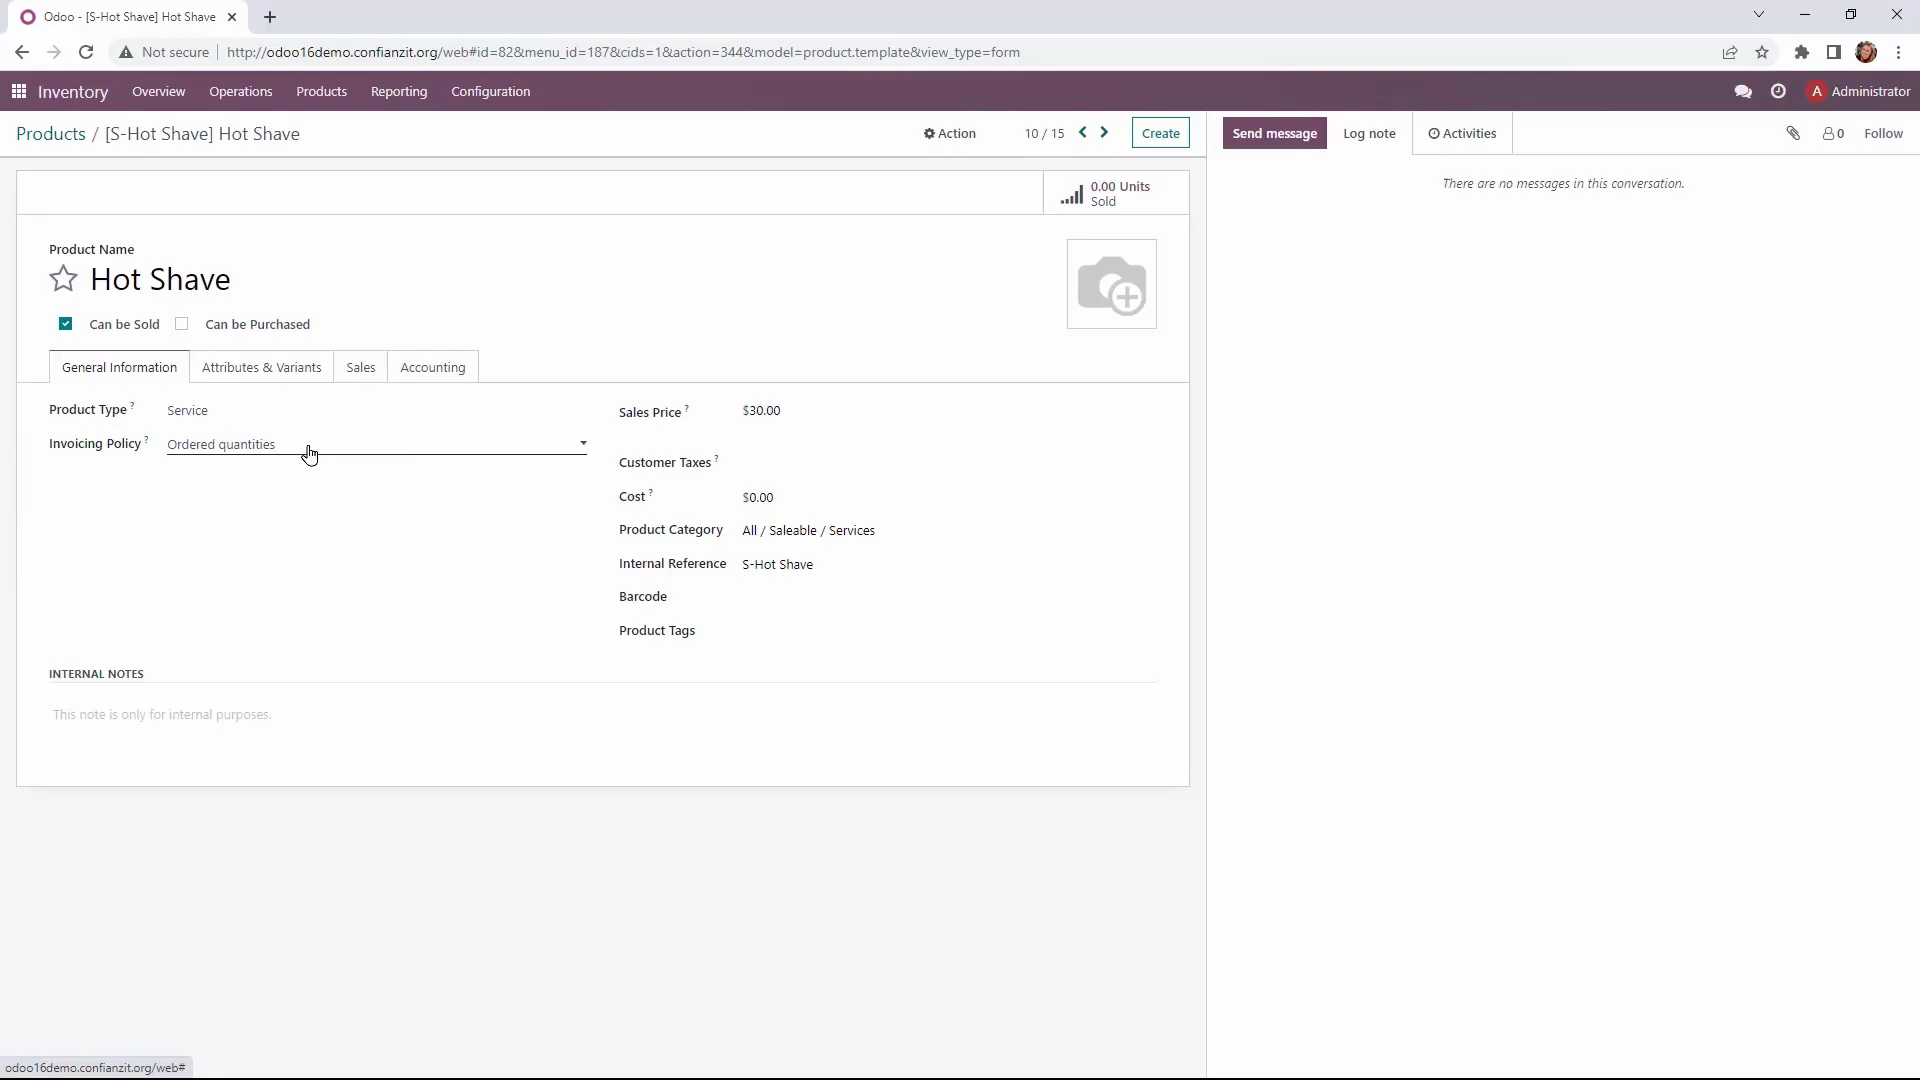 Odoo - [S-Hot Shave] Hot Shave
Not secure
http://odoo16demo.confianzit.org/web#id=82&menu_id=187&cids=1&action=344&model=product.template&view_type=form
Inventory Overview Operations Products Reporting Configuration
A Administrator
Products / [S-Hot Shave] Hot Shave
Action
10 / 15
Create
Send message
Log note
Activities
0
Follow
0.00 Units
Sold
There are no messages in this conversation.
Product Name
Hot Shave
Can be Sold
Can be Purchased
General Information
Attributes & Variants
Sales
Accounting
Product Type ? Service
Invoicing Policy ? Ordered quantities
Sales Price ? $30.00
Customer Taxes ?
Cost ? $0.00
Product Category All / Saleable / Services
Internal Reference S-Hot Shave
Barcode
Product Tags
INTERNAL NOTES
This note is only for internal purposes.
odoo16demo.confianzit.org/web#